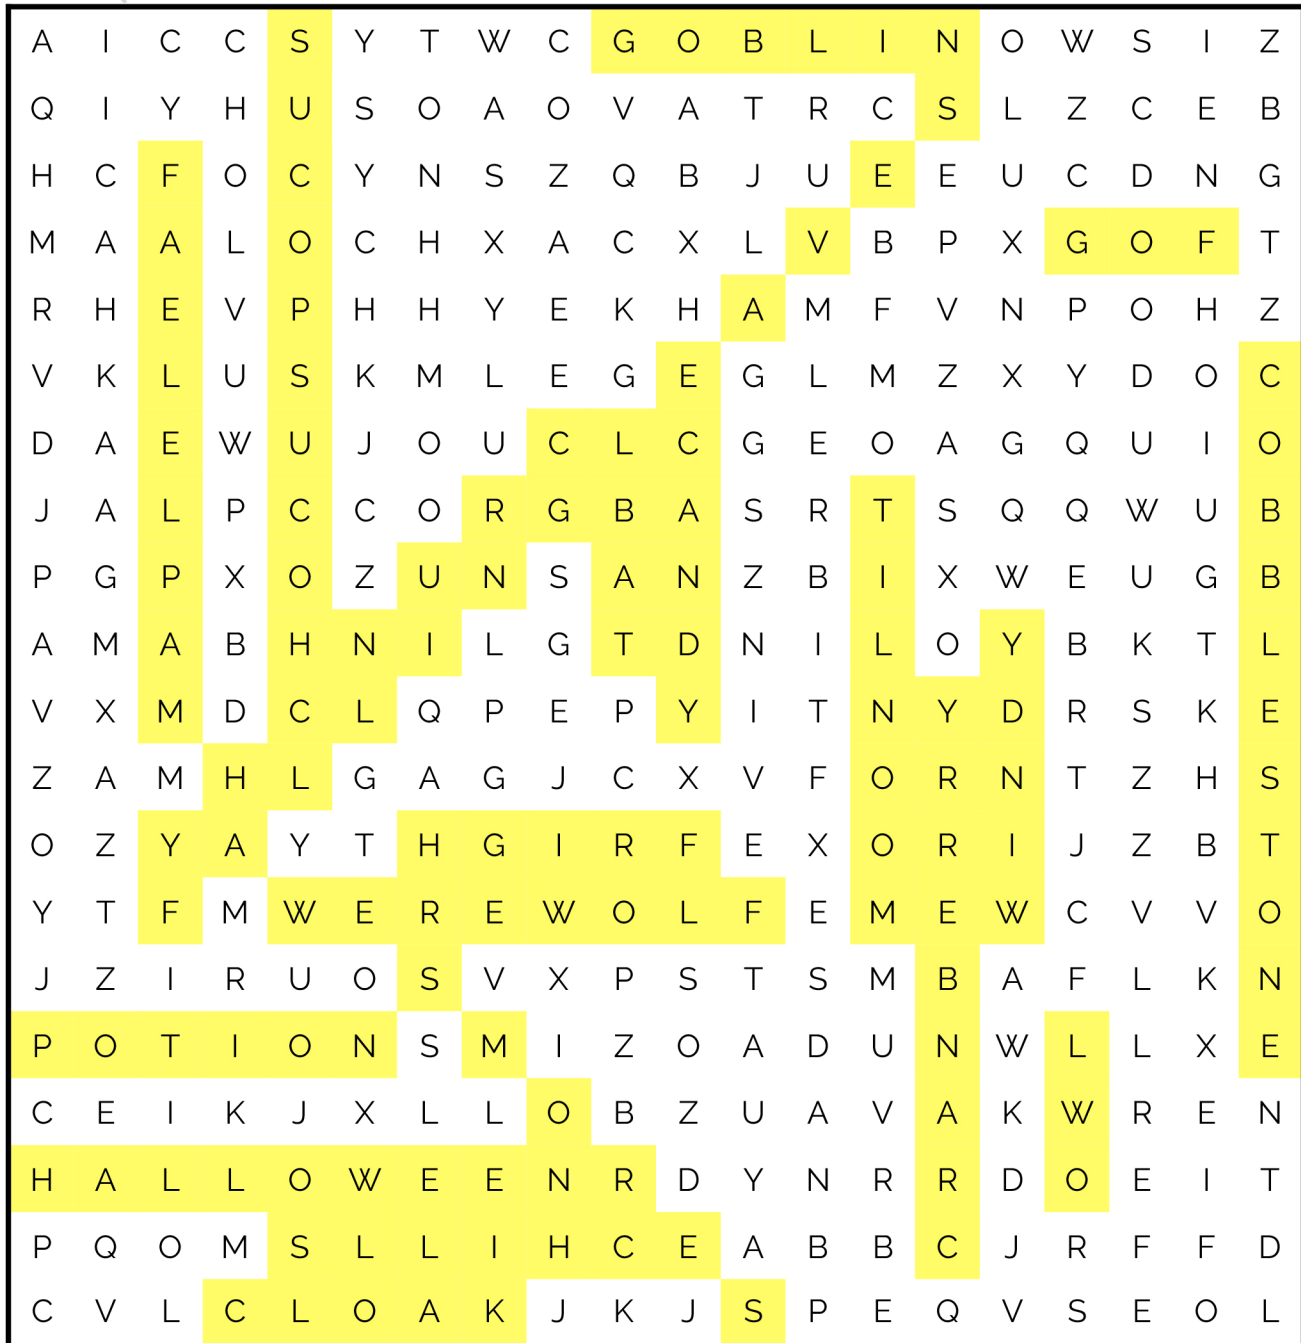 A I C C S Y T W C G O B L I N O W S I Z
Q I Y H U S O A O V A T R C S L Z C E B
H C F O C Y N S Z Q B J U E E U C D N G
M A A L O C H X A C X L V B P X G O F T
R H E V P H H Y E K H A M F V N P O H Z
V K L U S K M L E G E G L M Z X Y D O C
D A E W U J O U C L C G E O A G Q U I O
J A L P C C O R G B A S R T S Q Q W U B
P G P X O Z U N S A N Z B I X W E U G B
A M A B H N I L G T D N I L O Y B K T L
V X M D C L Q P E P Y I T N Y D R S K E
Z A M H L G A G J C X V F O R N T Z H S
O Z Y A Y T H G I R F E X O R I J Z B T
Y T F M W E R E W O L F E M E W C V V O
J Z I R U O S V X P S T S M B A F L K N
P O T I O N S M I Z O A D U N W L L X E
C E I K J X L L O B Z U A V A K W R E N
H A L L O W E E N R D Y N R R D O E I T
P Q O M S L L I H C E A B B C J R F F D
C V L C L O A K J K J S P E Q V S E O L